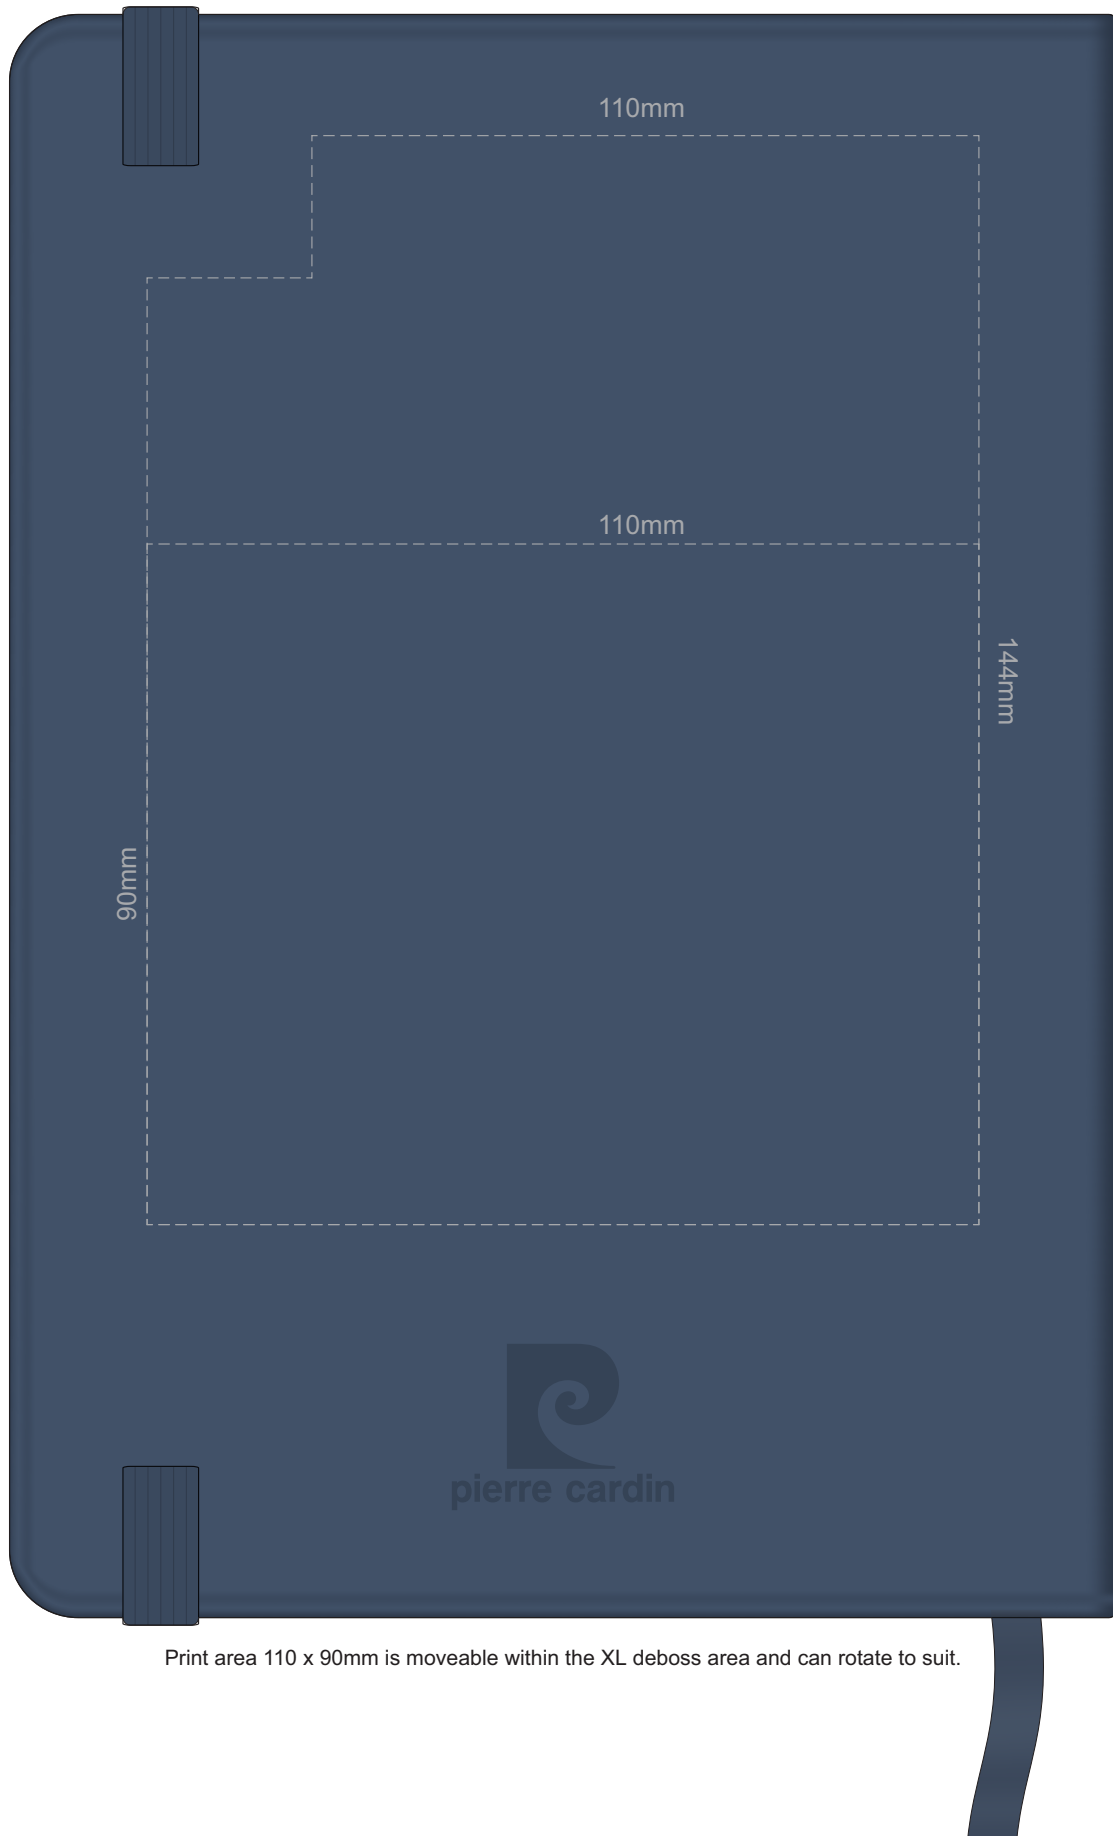 110mm
110mm
144mm
90mm
pierre cardin
Print area 110 x 90mm is moveable within the XL deboss area and can rotate to suit.